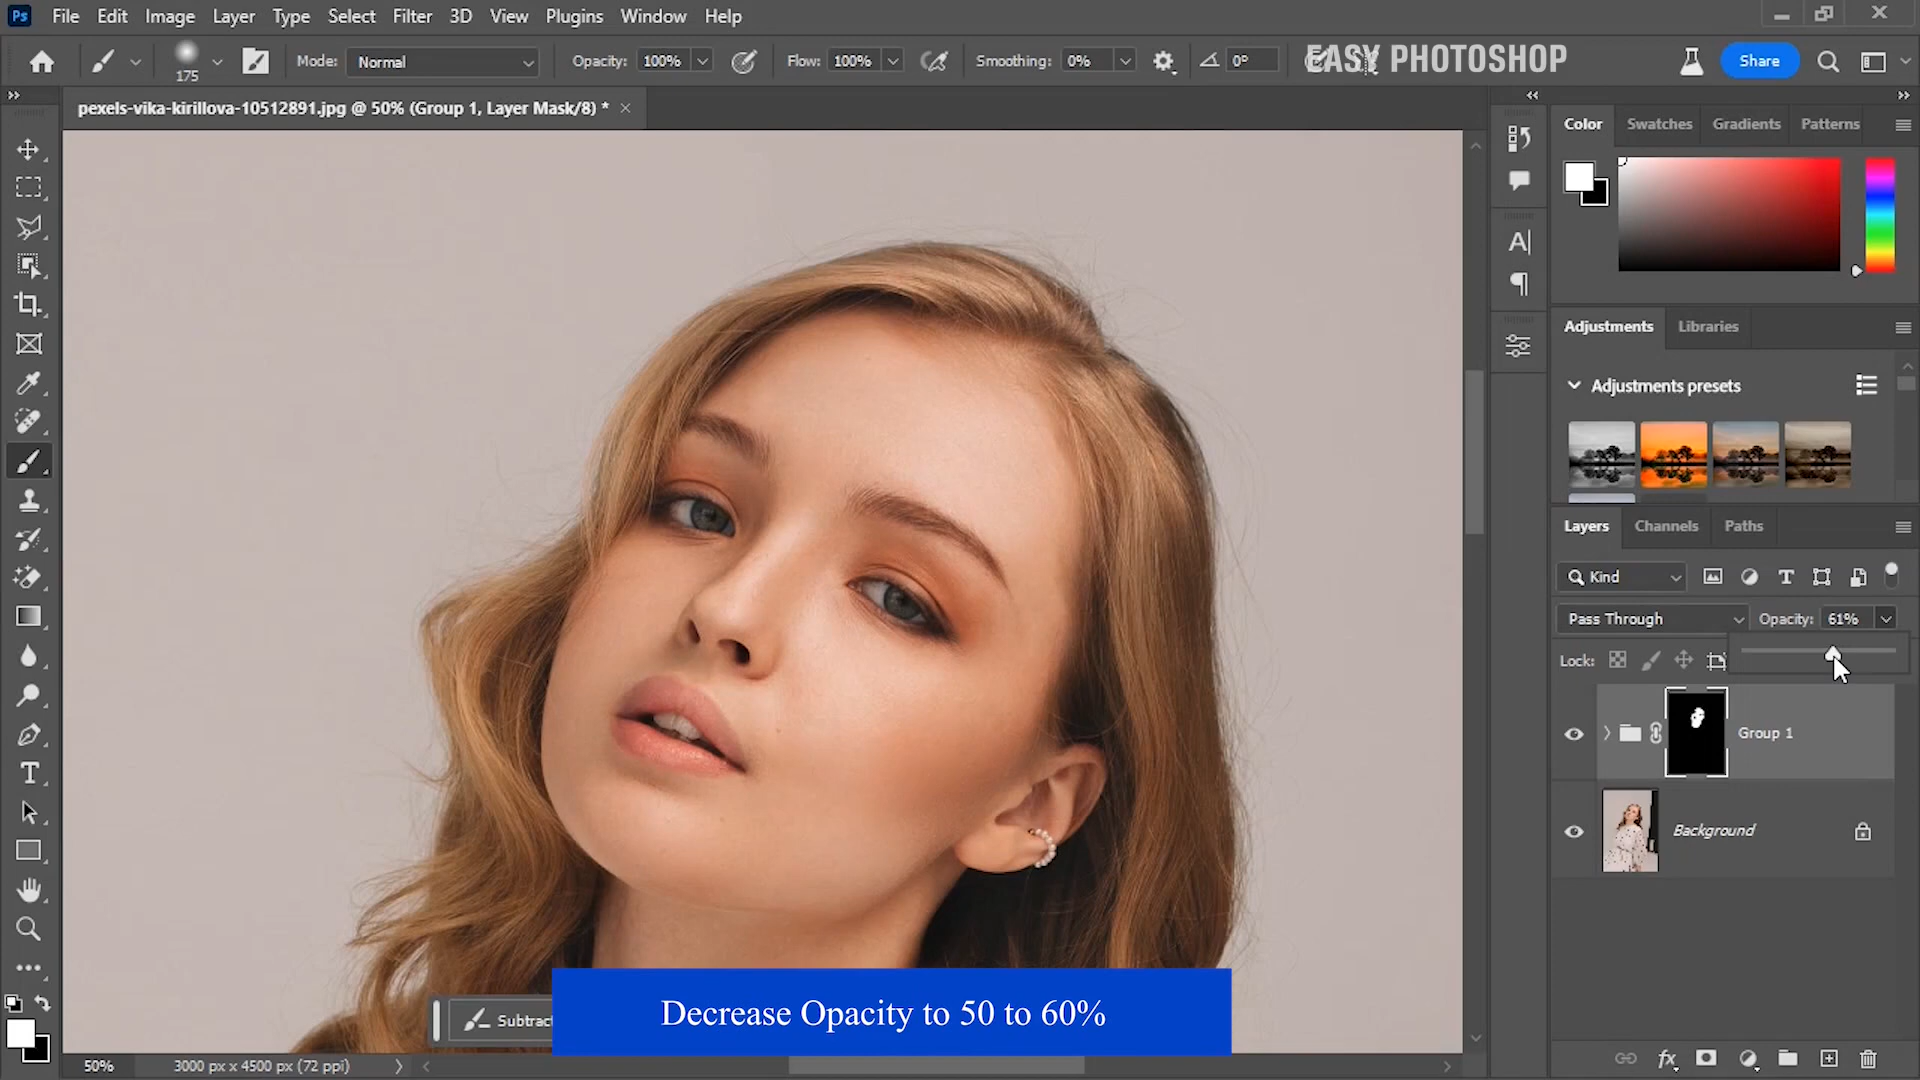 Ps File Edit Image Layer Type Select Filter 3D View Plugins Window Help
175 Mode: Normal Opacity: 100% Flow: 100% Smoothing: 0% 0° EASY PHOTOSHOP Share
pexels-vika-kirillova-10512891.jpg @ 50% (Group 1, Layer Mask/8) *
Color Swatches Gradients Patterns
Adjustments Libraries
Adjustments presets
Layers Channels Paths
Kind
Pass Through Opacity: 61%
Lock:
Group 1
Background
Subtract
Decrease Opacity to 50 to 60%
50% 3000 px x 4500 px (72 ppi)
fx